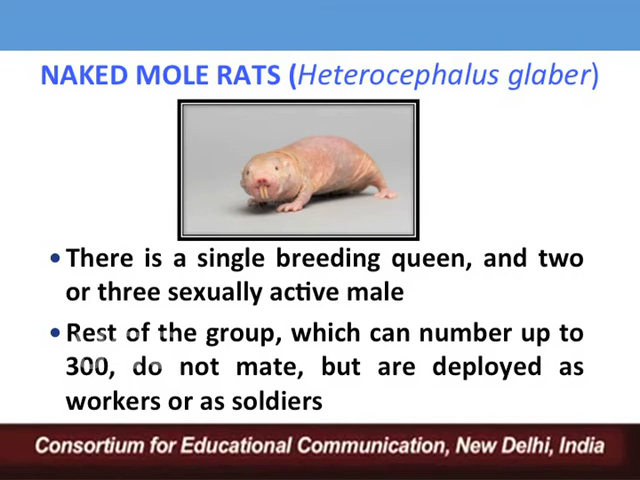 NAKED MOLE RATS (Heterocephalus glaber)
•There is a single breeding queen, and two
or three sexually active male
•Rest of the group, which can number up to
300, do not mate, but are deployed as
workers or as soldiers
Consortium for Educational Communication, New Delhi, India